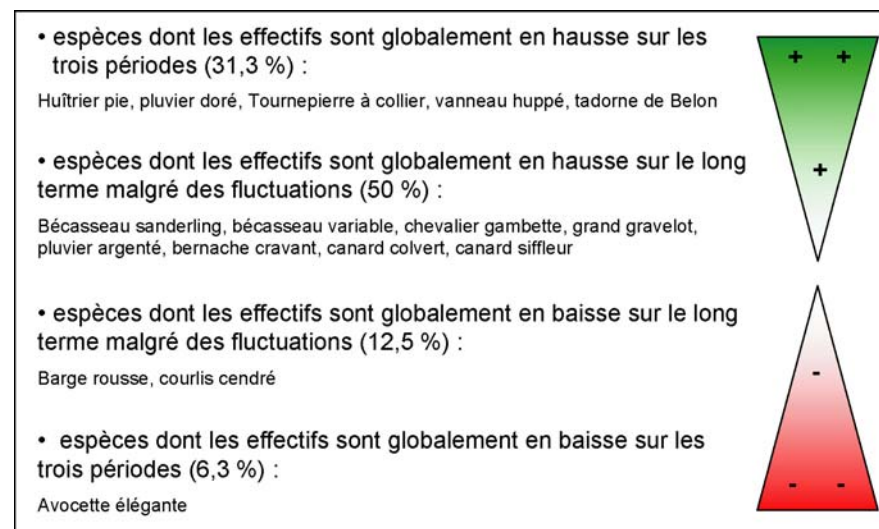 • espèces dont les effectifs sont globalement en hausse sur les
trois périodes (31,3 %) :
Huîtrier pie, pluvier doré, Tournepierre à collier, vanneau huppé, tadorne de Belon
+ +
• espèces dont les effectifs sont globalement en hausse sur le long
terme malgré des fluctuations (50 %) :
+
Bécasseau sanderling, bécasseau variable, chevalier gambette, grand gravelot,
pluvier argenté, bernache cravant, canard colvert, canard siffleur
• espèces dont les effectifs sont globalement en baisse sur le long
terme malgré des fluctuations (12,5 %) :
Barge rousse, courlis cendré
-
• espèces dont les effectifs sont globalement en baisse sur les
trois périodes (6,3 %) :
Avocette élégante
- -